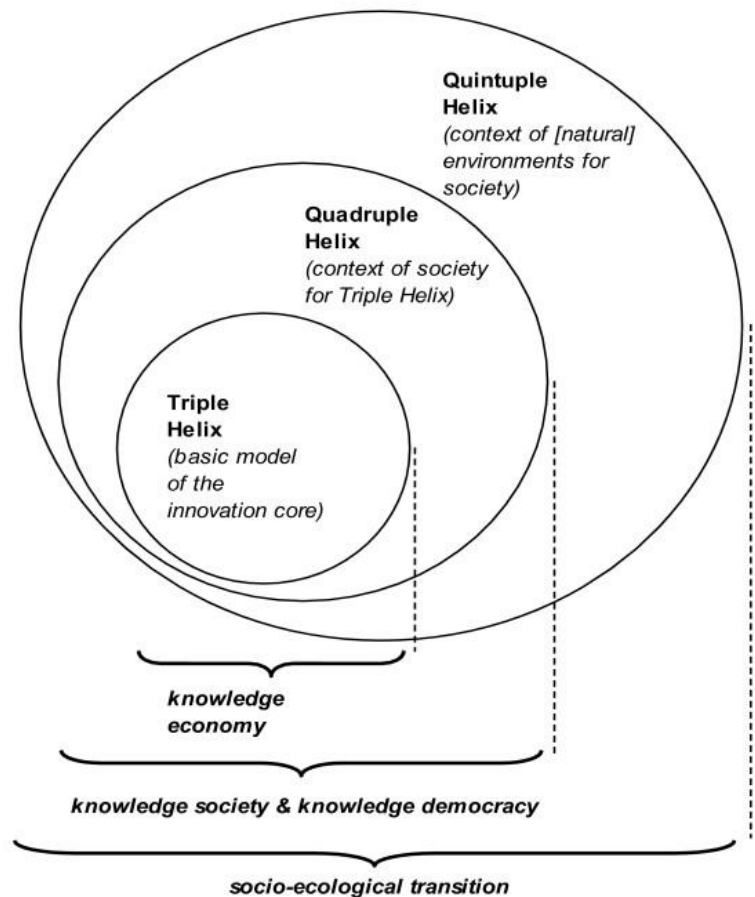 Quintuple
Helix
(context of [natural]
environments for
society)
Quadruple
Helix
(context of society
for Triple Helix)
Triple
Helix
(basic model
of the
innovation core)
knowledge
economy
knowledge society & knowledge democracy
socio-ecological transition